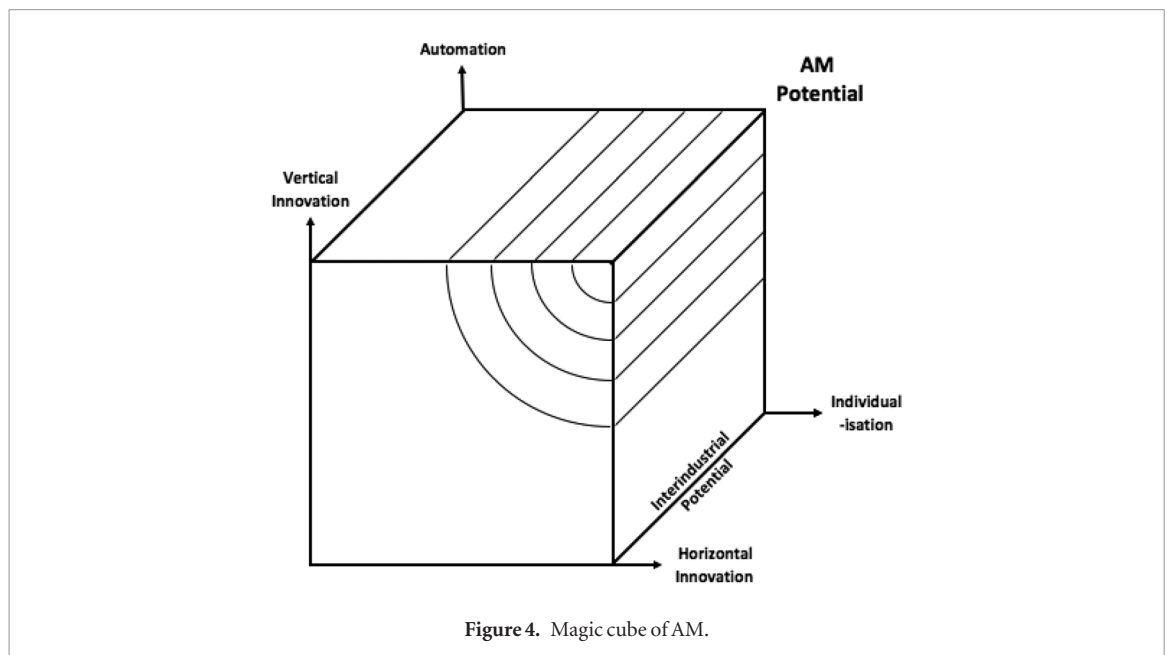 Automation
AM
Potential
Vertical
Innovation
Individual
-isation
Interindustrial
Potential
Horizontal
Innovation
Figure 4. Magic cube of AM.